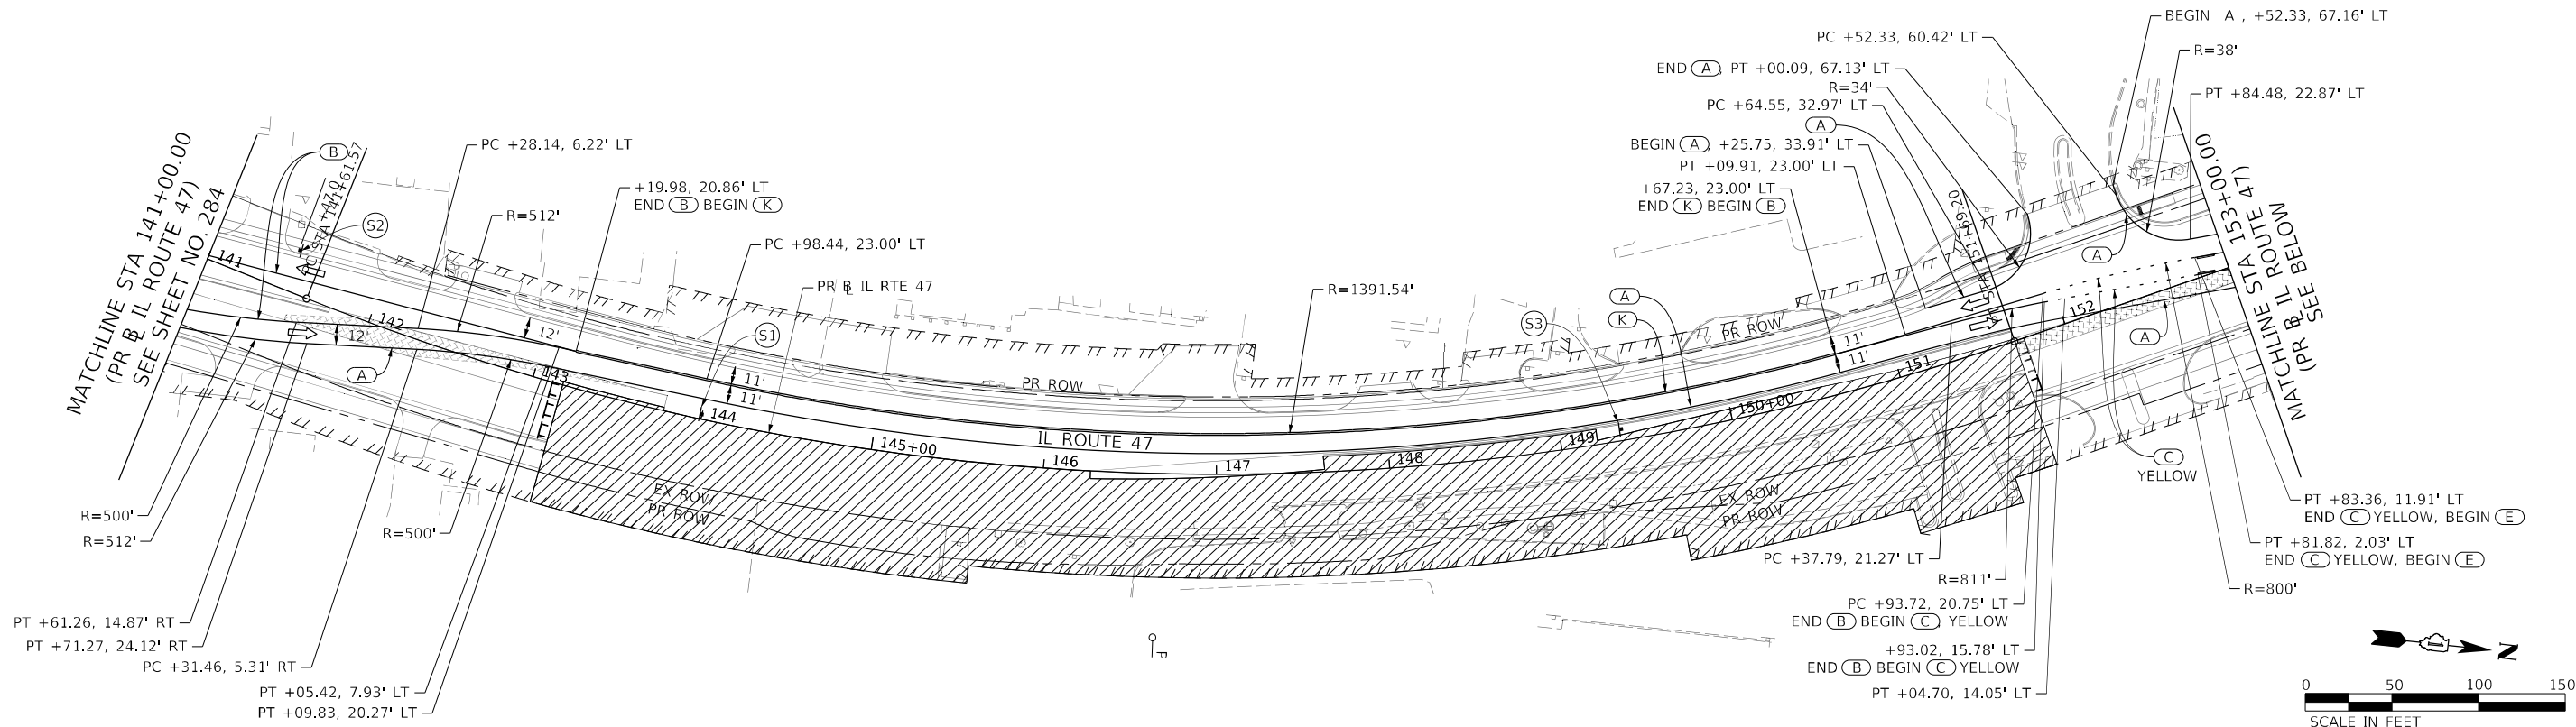 MATCHLINE STA 141+00.00
(PR B IL ROUTE 47)
SEE SHEET NO. 284
141
B
STA 141+61.57
+47.0
S2
PC +28.14, 6.22' LT
R=512'
+19.98, 20.86' LT
END B BEGIN K
PC +98.44, 23.00' LT
PR B IL RTE 47
R=1391.54'
S1
12'
12'
11'
11'
142
143
144
145+00
146
147
148
149
150+00
151
152
A
IL ROUTE 47
PR ROW
PR ROW
EX ROW
PR ROW
EX ROW
PR ROW
S3
A
K
11'
11'
BEGIN A , +52.33, 67.16' LT
PC +52.33, 60.42' LT
R=38'
END A, PT +00.09, 67.13' LT
R=34'
PC +64.55, 32.97' LT
A
PT +84.48, 22.87' LT
BEGIN A, +25.75, 33.91' LT
PT +09.91, 23.00' LT
+67.23, 23.00' LT
END K BEGIN B
STA 151+69.20
A
A
MATCHLINE STA 153+00.00
(PR B IL ROUTE 47)
SEE BELOW
R=500'
R=512'
R=500'
PT +61.26, 14.87' RT
PT +71.27, 24.12' RT
PC +31.46, 5.31' RT
PT +05.42, 7.93' LT
PT +09.83, 20.27' LT
C
YELLOW
PT +83.36, 11.91' LT
END C YELLOW, BEGIN E
PT +81.82, 2.03' LT
END C YELLOW, BEGIN E
PC +37.79, 21.27' LT
R=811'
R=800'
PC +93.72, 20.75' LT
END B BEGIN C, YELLOW
+93.02, 15.78' LT
END B BEGIN C YELLOW
PT +04.70, 14.05' LT
N
0 50 100 150
SCALE IN FEET